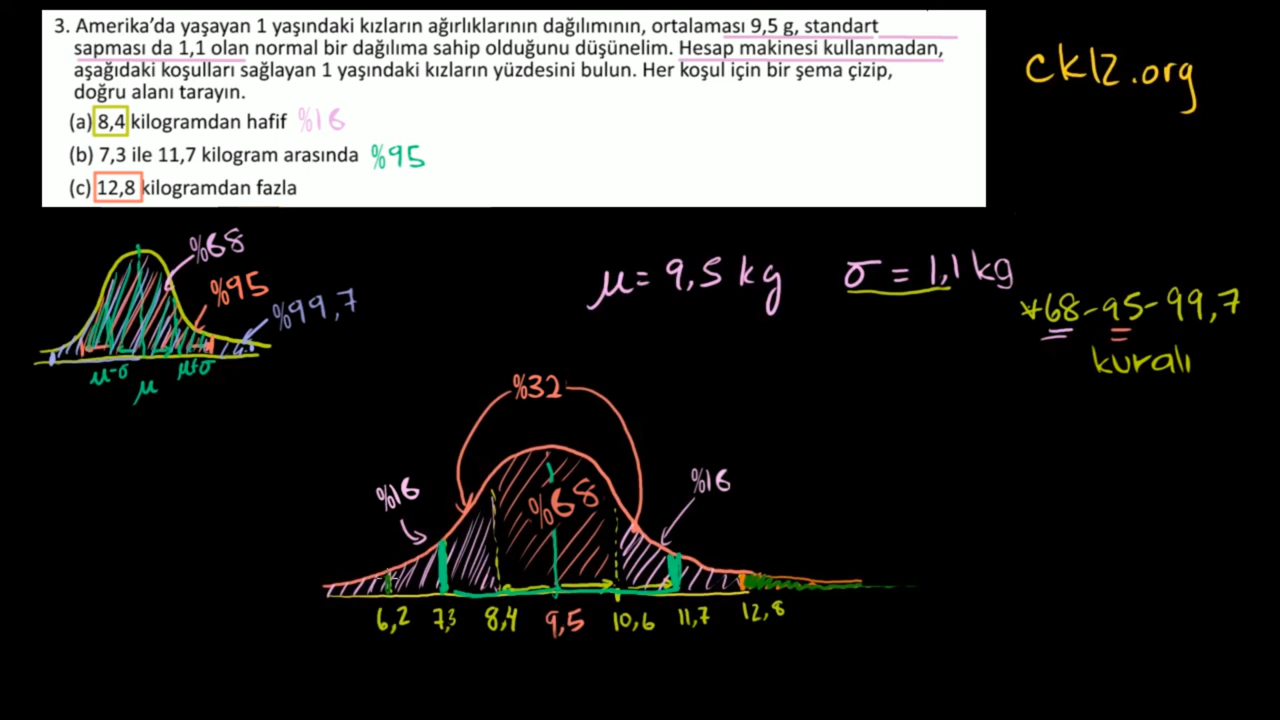 3. Amerika'da yaşayan 1 yaşındaki kızların ağırlıklarının dağılımının, ortalaması 9,5 g, standart
sapması da 1,1 olan normal bir dağılıma sahip olduğunu düşünelim. Hesap makinesi kullanmadan,
aşağıdaki koşulları sağlayan 1 yaşındaki kızların yüzdesini bulun. Her koşul için bir şema çizip,
doğru alanı tarayın.
(a) 8,4 kilogramdan hafif %16
(b) 7,3 ile 11,7 kilogram arasında %95
(c) 12,8 kilogramdan fazla
ck12.org
%68
%95
%99,7
μ-σ μ μ+σ
μ = 9,5 kg σ = 1,1 kg
*68-95-99,7
kuralı
%32
%16 %68 %16
6,2 7,3 8,4 9,5 10,6 11,7 12,8